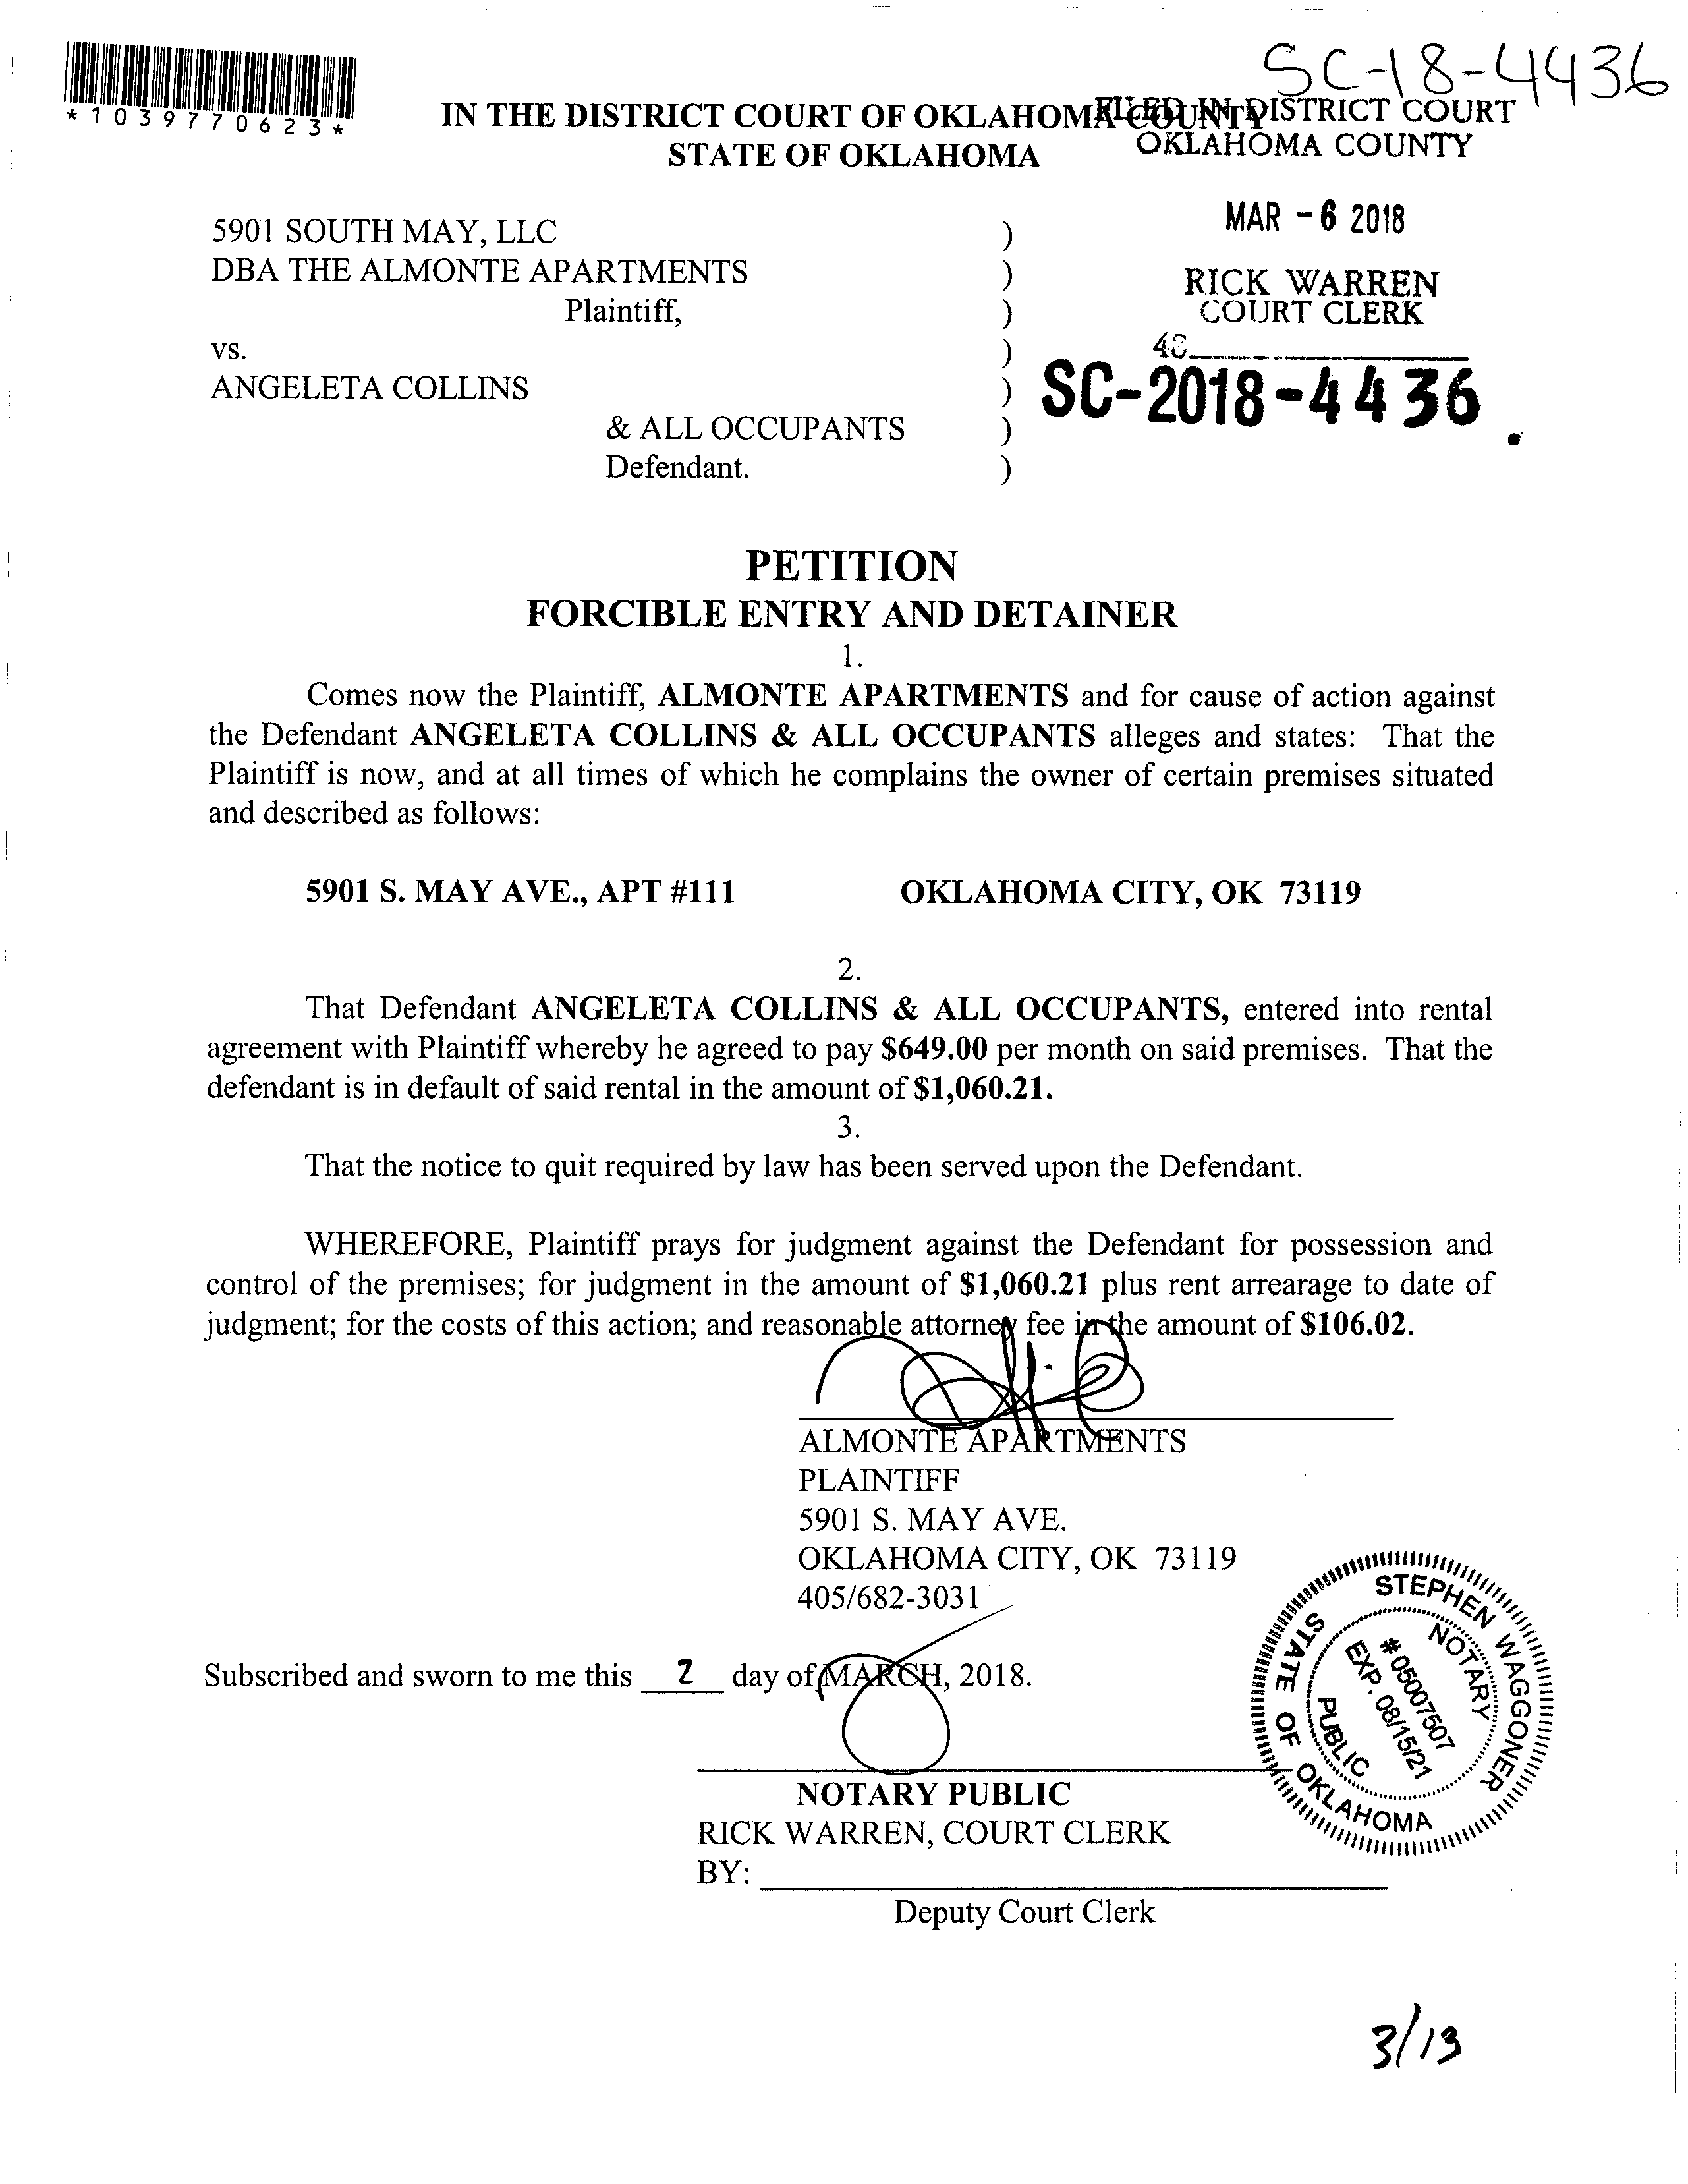 SC-18-4436
*1039770623*
IN THE DISTRICT COURT OF OKLAHOMA COUNTY
STATE OF OKLAHOMA
FILED IN DISTRICT COURT
OKLAHOMA COUNTY
MAR - 6 2018
RICK WARREN
COURT CLERK
SC-2018-4436
5901 SOUTH MAY, LLC )
DBA THE ALMONTE APARTMENTS )
Plaintiff, )
vs. )
ANGELETA COLLINS )
& ALL OCCUPANTS )
Defendant. )
PETITION
FORCIBLE ENTRY AND DETAINER
1.
Comes now the Plaintiff, ALMONTE APARTMENTS and for cause of action against
the Defendant ANGELETA COLLINS & ALL OCCUPANTS alleges and states: That the
Plaintiff is now, and at all times of which he complains the owner of certain premises situated
and described as follows:
5901 S. MAY AVE., APT #111 OKLAHOMA CITY, OK 73119
2.
That Defendant ANGELETA COLLINS & ALL OCCUPANTS, entered into rental
agreement with Plaintiff whereby he agreed to pay $649.00 per month on said premises. That the
defendant is in default of said rental in the amount of $1,060.21.
3.
That the notice to quit required by law has been served upon the Defendant.
WHEREFORE, Plaintiff prays for judgment against the Defendant for possession and
control of the premises; for judgment in the amount of $1,060.21 plus rent arrearage to date of
judgment; for the costs of this action; and reasonable attorney fee in the amount of $106.02.
ALMONTE APARTMENTS
PLAINTIFF
5901 S. MAY AVE.
OKLAHOMA CITY, OK 73119
405/682-3031
Subscribed and sworn to me this 2 day of MARCH, 2018.
STEPHEN WAGGONER
NOTARY
# 05007507
EXP. 08/15/21
PUBLIC
STATE OF OKLAHOMA
NOTARY PUBLIC
RICK WARREN, COURT CLERK
BY:
Deputy Court Clerk
3/13